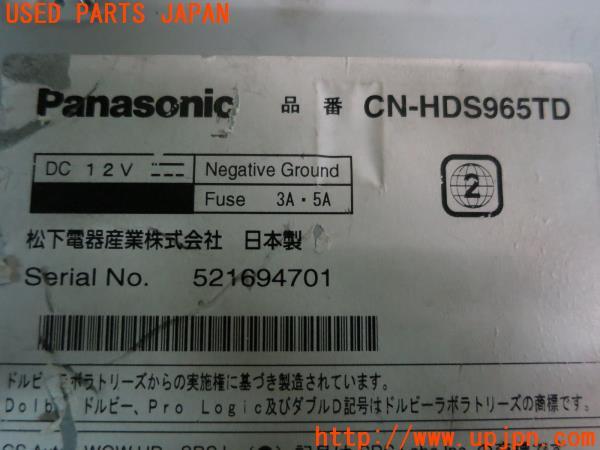 USED PARTS JAPAN
Panasonic 品番 CN-HDS965TD
DC 12V Negative Ground
Fuse 3A・5A
2
松下電器産業株式会社 日本製
Serial No. 521694701
ドルビーラボラトリーズからの実施権に基づき製造されています。
Dolby、ドルビー、Pro Logic及びダブルD記号はドルビーラボラトリーズの商標です。
WOW HD
http://www.upjpn.com